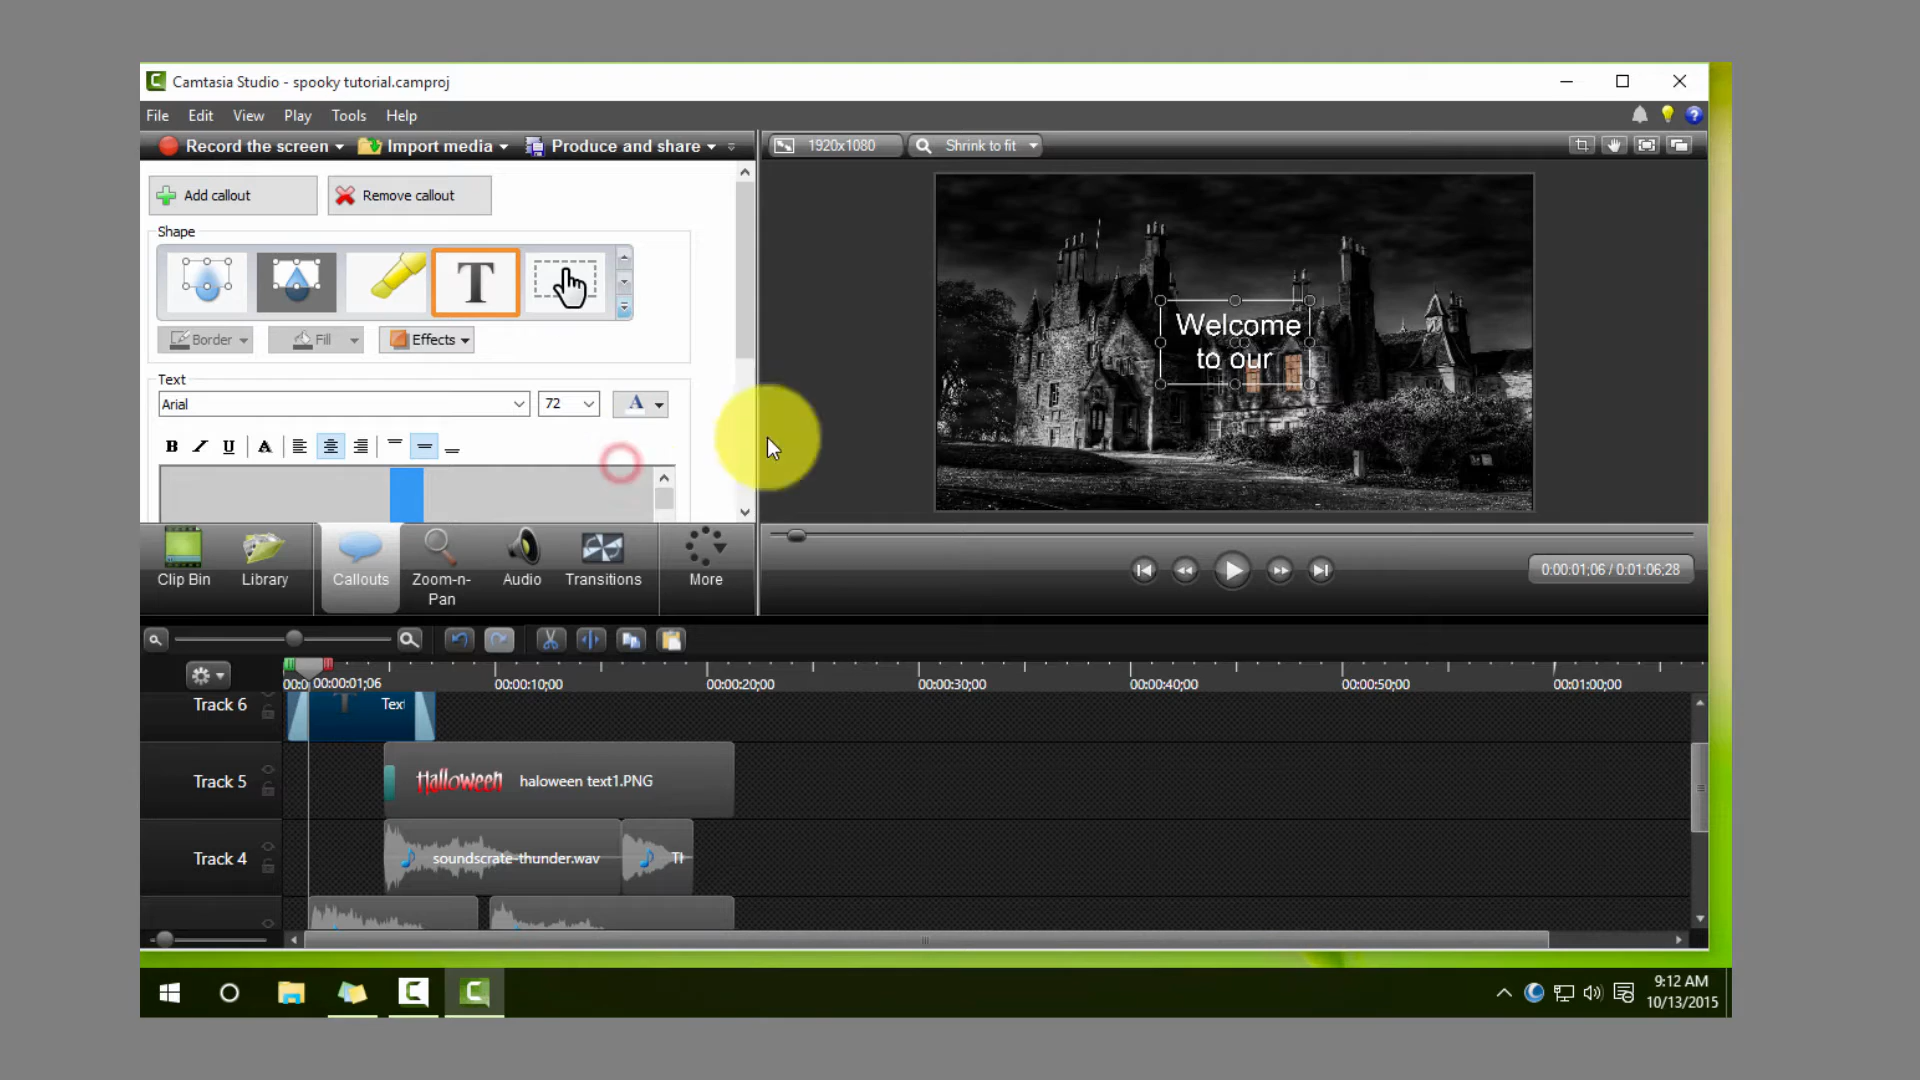 Camtasia Studio - spooky tutorial.camproj
File Edit View Play Tools Help
Record the screen Import media Produce and share
1920x1080 Shrink to fit
Add callout Remove callout
Shape
T
Border Fill Effects
Text
Arial 72 A
B I U A
Welcome
to our
Clip Bin Library Callouts Zoom-n-Pan Audio Transitions More
0:00:01;06 / 0:01:06;28
00:0 00:00:01;06 00:00:10;00 00:00:20;00 00:00:30;00 00:00:40;00 00:00:50;00 00:01:00;00
Track 6 Text
Track 5 Halloween haloween text1.PNG
Track 4 soundscrate-thunder.wav
9:12 AM
10/13/2015